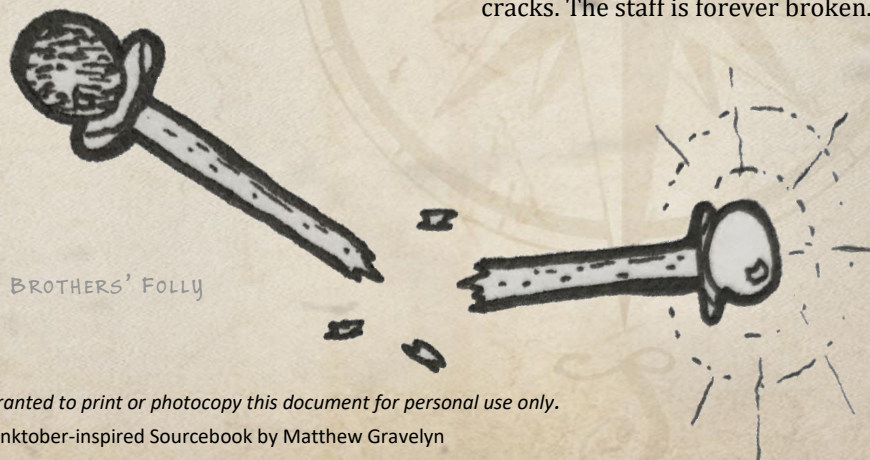 cracks. The staff is forever broken.
BROTHERS' FOLLY
ranted to print or photocopy this document for personal use only.
nktober-inspired Sourcebook by Matthew Gravelyn